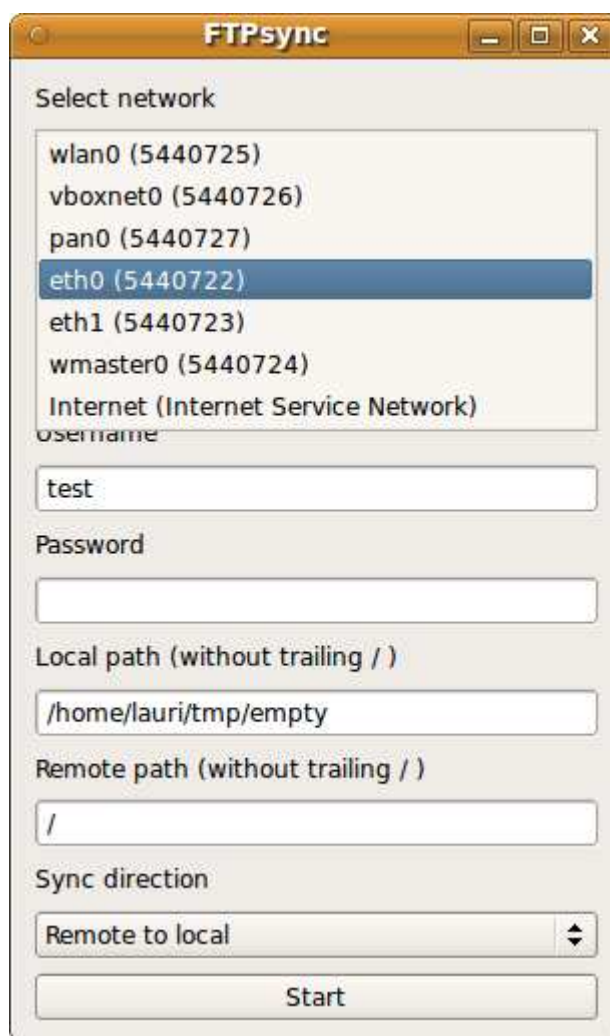 FTPsync
Select network
wlan0 (5440725)
vboxnet0 (5440726)
pan0 (5440727)
eth0 (5440722)
eth1 (5440723)
wmaster0 (5440724)
Internet (Internet Service Network)
Username
test
Password
Local path (without trailing / )
/home/lauri/tmp/empty
Remote path (without trailing / )
/
Sync direction
Remote to local
Start